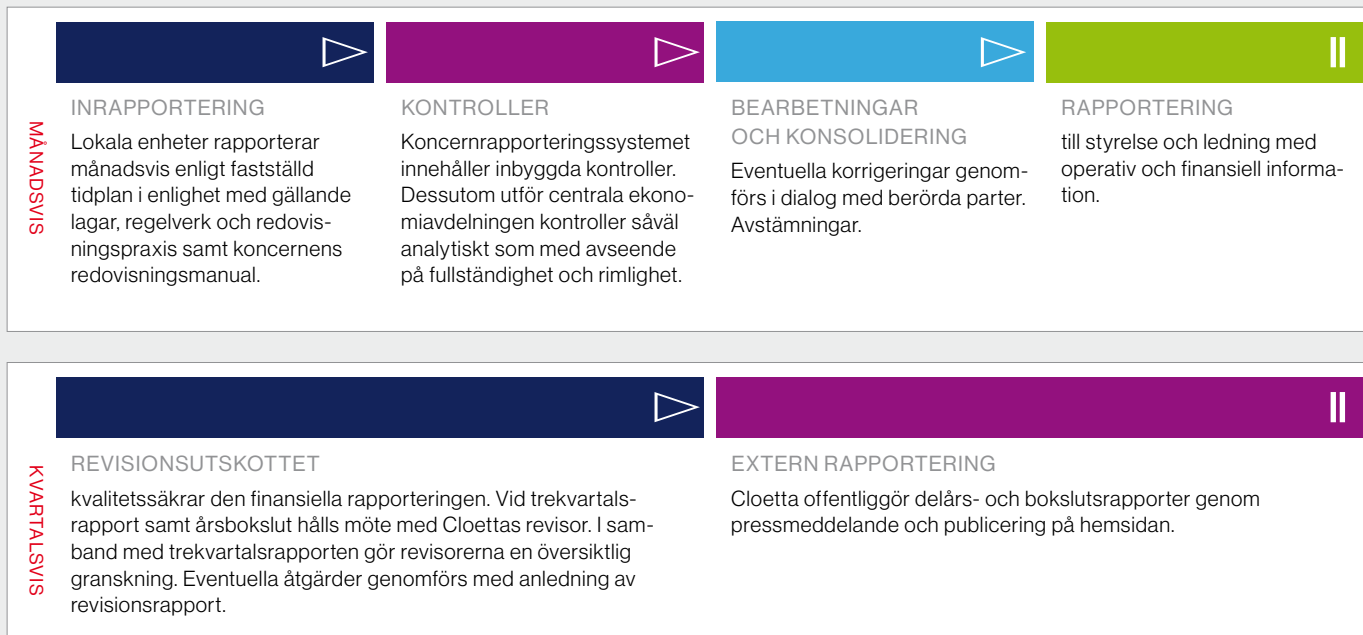 MÅNADSVIS
INRAPPORTERING
Lokala enheter rapporterar
månadsvis enligt fastställd
tidplan i enlighet med gällande
lagar, regelverk och redovis-
ningspraxis samt koncernens
redovisningsmanual.
KONTROLLER
Koncernrapporteringssystemet
innehåller inbyggda kontroller.
Dessutom utför centrala ekono-
miavdelningen kontroller såväl
analytiskt som med avseende
på fullständighet och rimlighet.
BEARBETNINGAR
OCH KONSOLIDERING
Eventuella korrigeringar genom-
förs i dialog med berörda parter.
Avstämningar.
RAPPORTERING
till styrelse och ledning med
operativ och finansiell informa-
tion.
KVARTALSVIS
REVISIONSUTSKOTTET
kvalitetssäkrar den finansiella rapporteringen. Vid trekvartals-
rapport samt årsbokslut hålls möte med Cloettas revisor. I sam-
band med trekvartalsrapporten gör revisorerna en översiktlig
granskning. Eventuella åtgärder genomförs med anledning av
revisionsrapport.
EXTERN RAPPORTERING
Cloetta offentliggör delårs- och bokslutsrapporter genom
pressmeddelande och publicering på hemsidan.